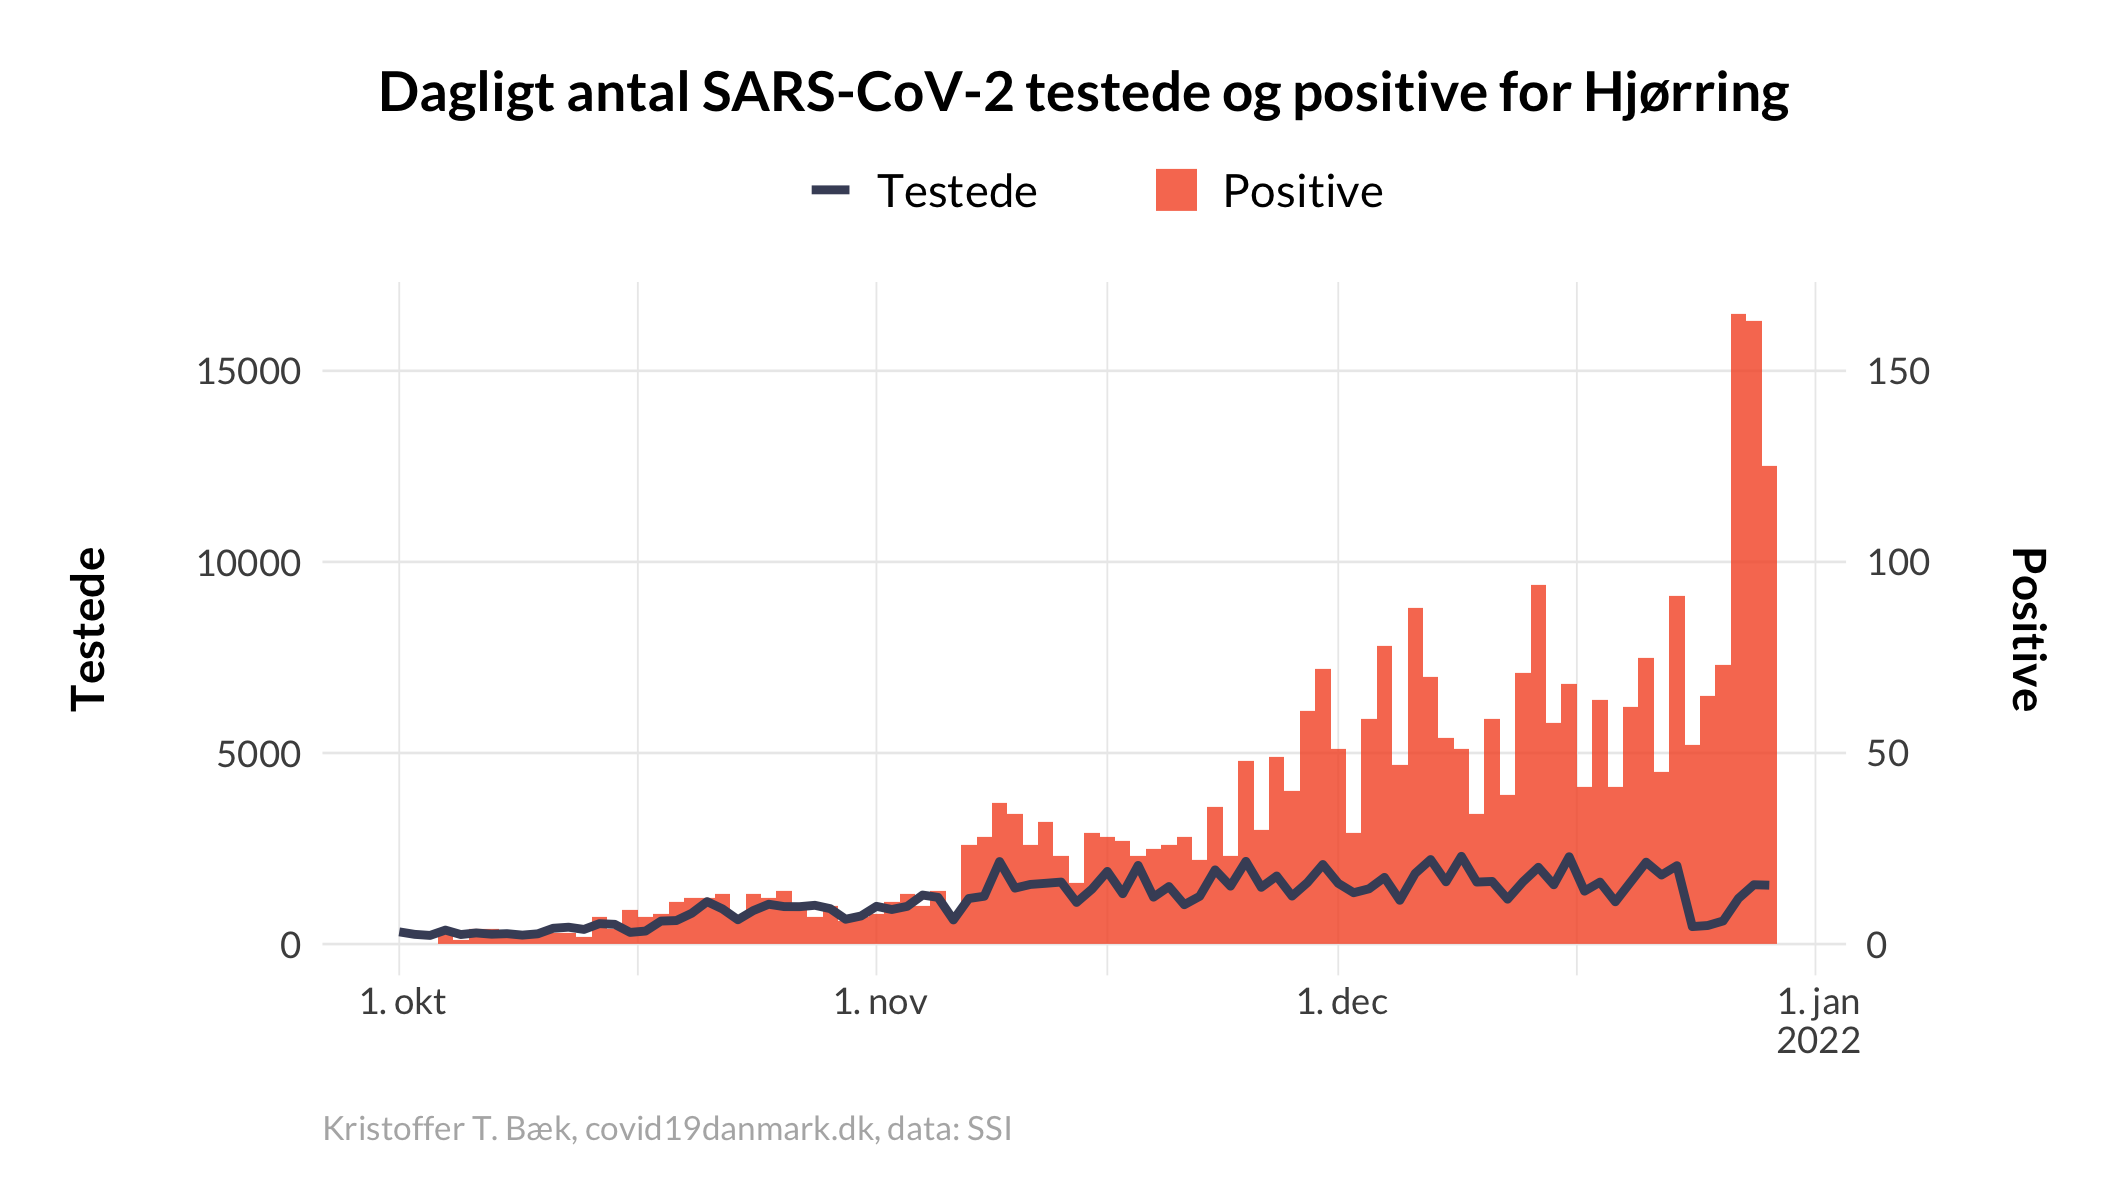 Dagligt antal SARS-CoV-2 testede og positive for Hjørring
Testede
Positive
15000
10000
5000
0
150
100
50
0
Testede
Positive
1. okt
1. nov
1. dec
1. jan
2022
Kristoffer T. Bæk, covid19danmark.dk, data: SSI